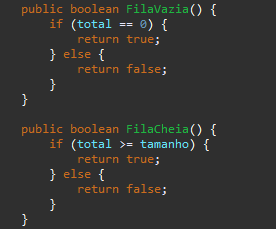 public boolean FilaVazia() {
    if (total == 0) {
        return true;
    } else {
        return false;
    }
}

public boolean FilaCheia() {
    if (total >= tamanho) {
        return true;
    } else {
        return false;
    }
}